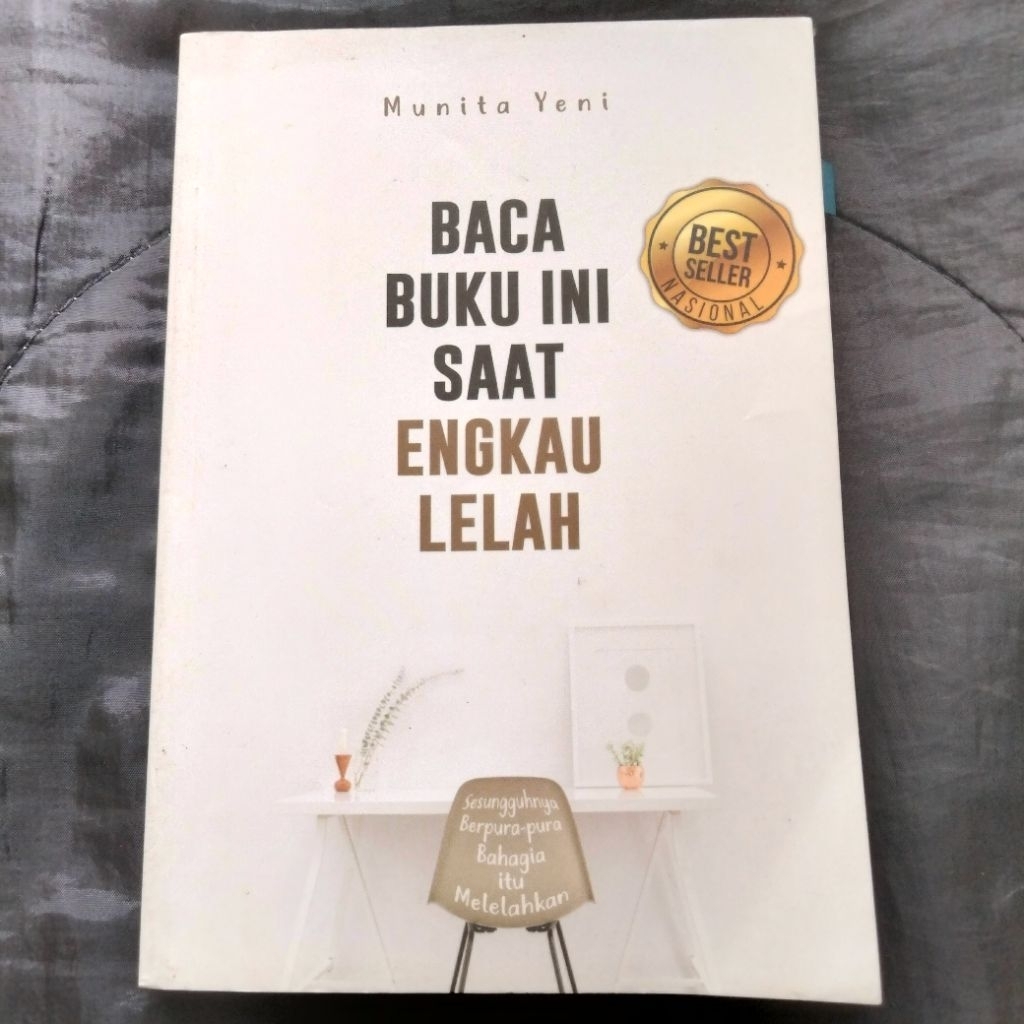 Munita Yeni
BACA
BUKU INI
SAAT
ENGKAU
LELAH
BEST
SELLER
NASIONAL
Sesungguhnya
Berpura-pura
Bahagia
itu
Melelahkan